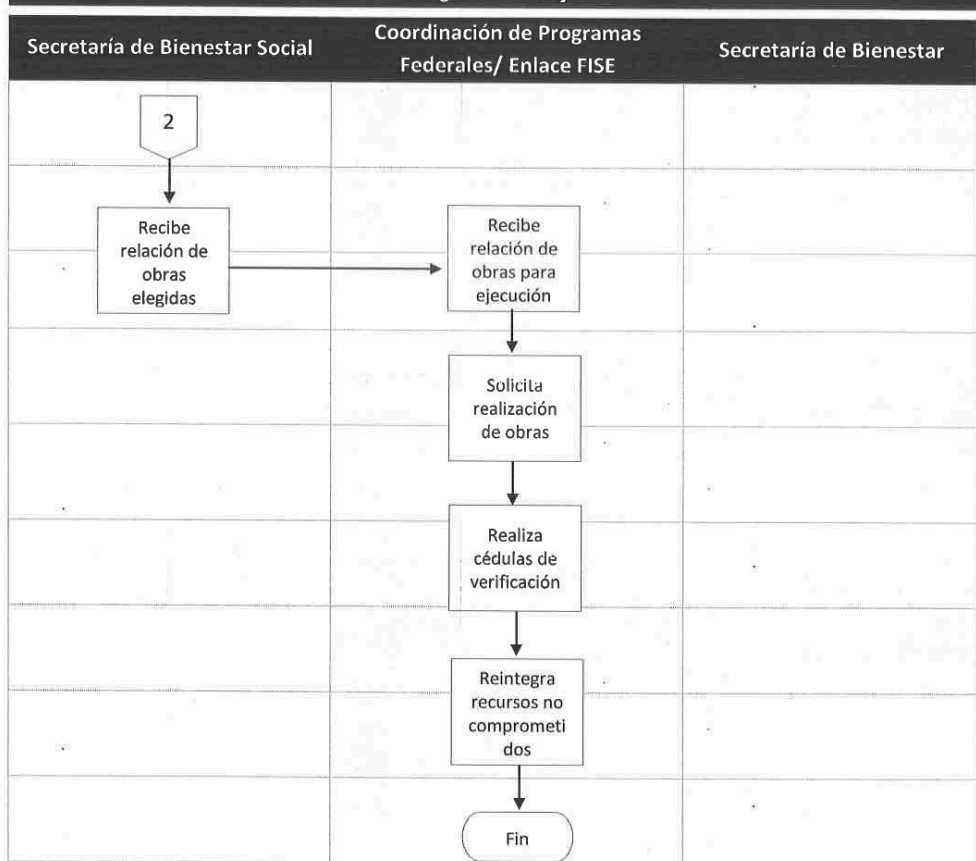 Secretaría de Bienestar Social
Coordinación de Programas
Federales/ Enlace FISE
Secretaría de Bienestar
2
Recibe
relación de
obras
elegidas
Recibe
relación de
obras para
ejecución
Solicita
realización
de obras
Realiza
cédulas de
verificación
Reintegra
recursos no
comprometi
dos
Fin